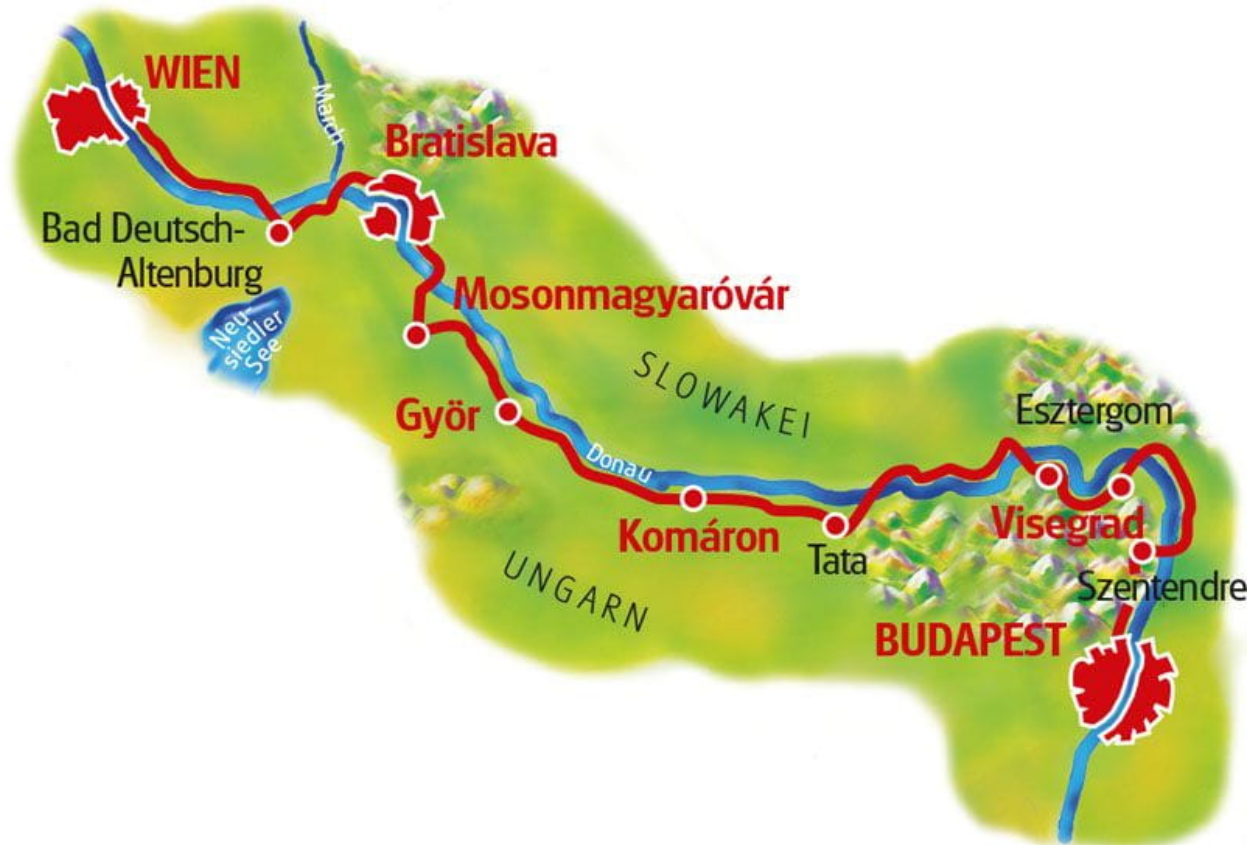 WIEN
March
Bratislava
Bad Deutsch-
Altenburg
Mosonmagyaróvár
Neu-
siedler
See
SLOWAKEI
Györ
Esztergom
Donau
Visegrad
Komáron
Tata
UNGARN
Szentendre
BUDAPEST